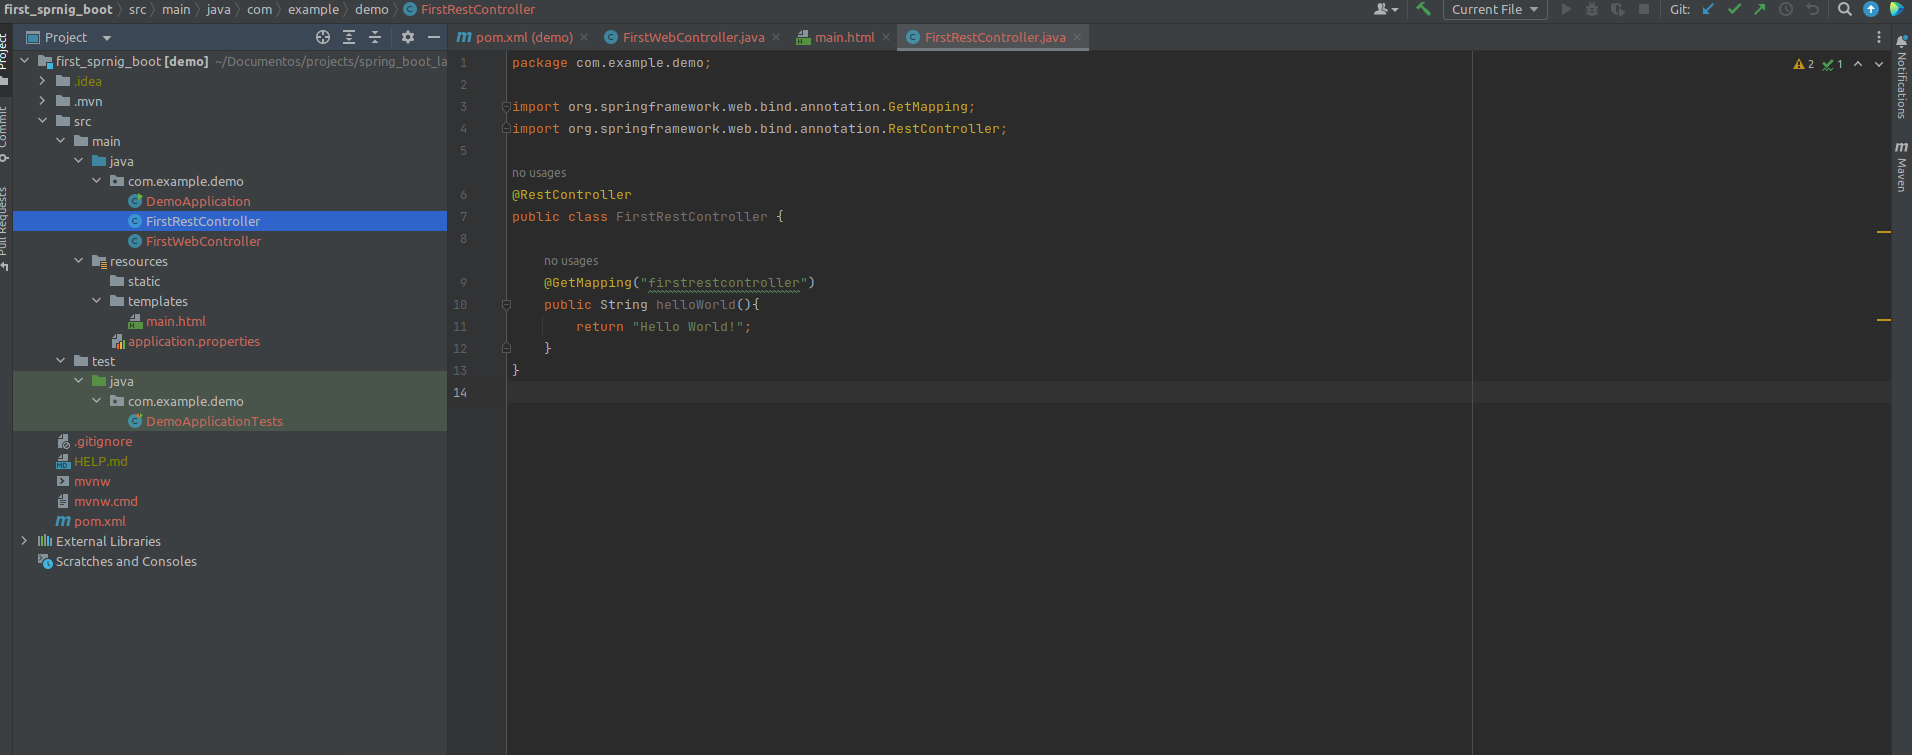 first_sprnig_boot src main java com example demo FirstRestController
Current File
Git:
Project
pom.xml (demo)
FirstWebController.java
main.html
FirstRestController.java
Project
Commit
Pull Requests
first_sprnig_boot [demo] ~/Documentos/projects/spring_boot_la
.idea
.mvn
src
main
java
com.example.demo
DemoApplication
FirstRestController
FirstWebController
resources
static
templates
main.html
application.properties
test
java
com.example.demo
DemoApplicationTests
.gitignore
HELP.md
mvnw
mvnw.cmd
pom.xml
External Libraries
Scratches and Consoles
1 package com.example.demo;
2
3 import org.springframework.web.bind.annotation.GetMapping;
4 import org.springframework.web.bind.annotation.RestController;
5
no usages
6 @RestController
7 public class FirstRestController {
8
no usages
9 @GetMapping("firstrestcontroller")
10 public String helloWorld(){
11 return "Hello World!";
12 }
13 }
14
2 1
Notifications
Maven